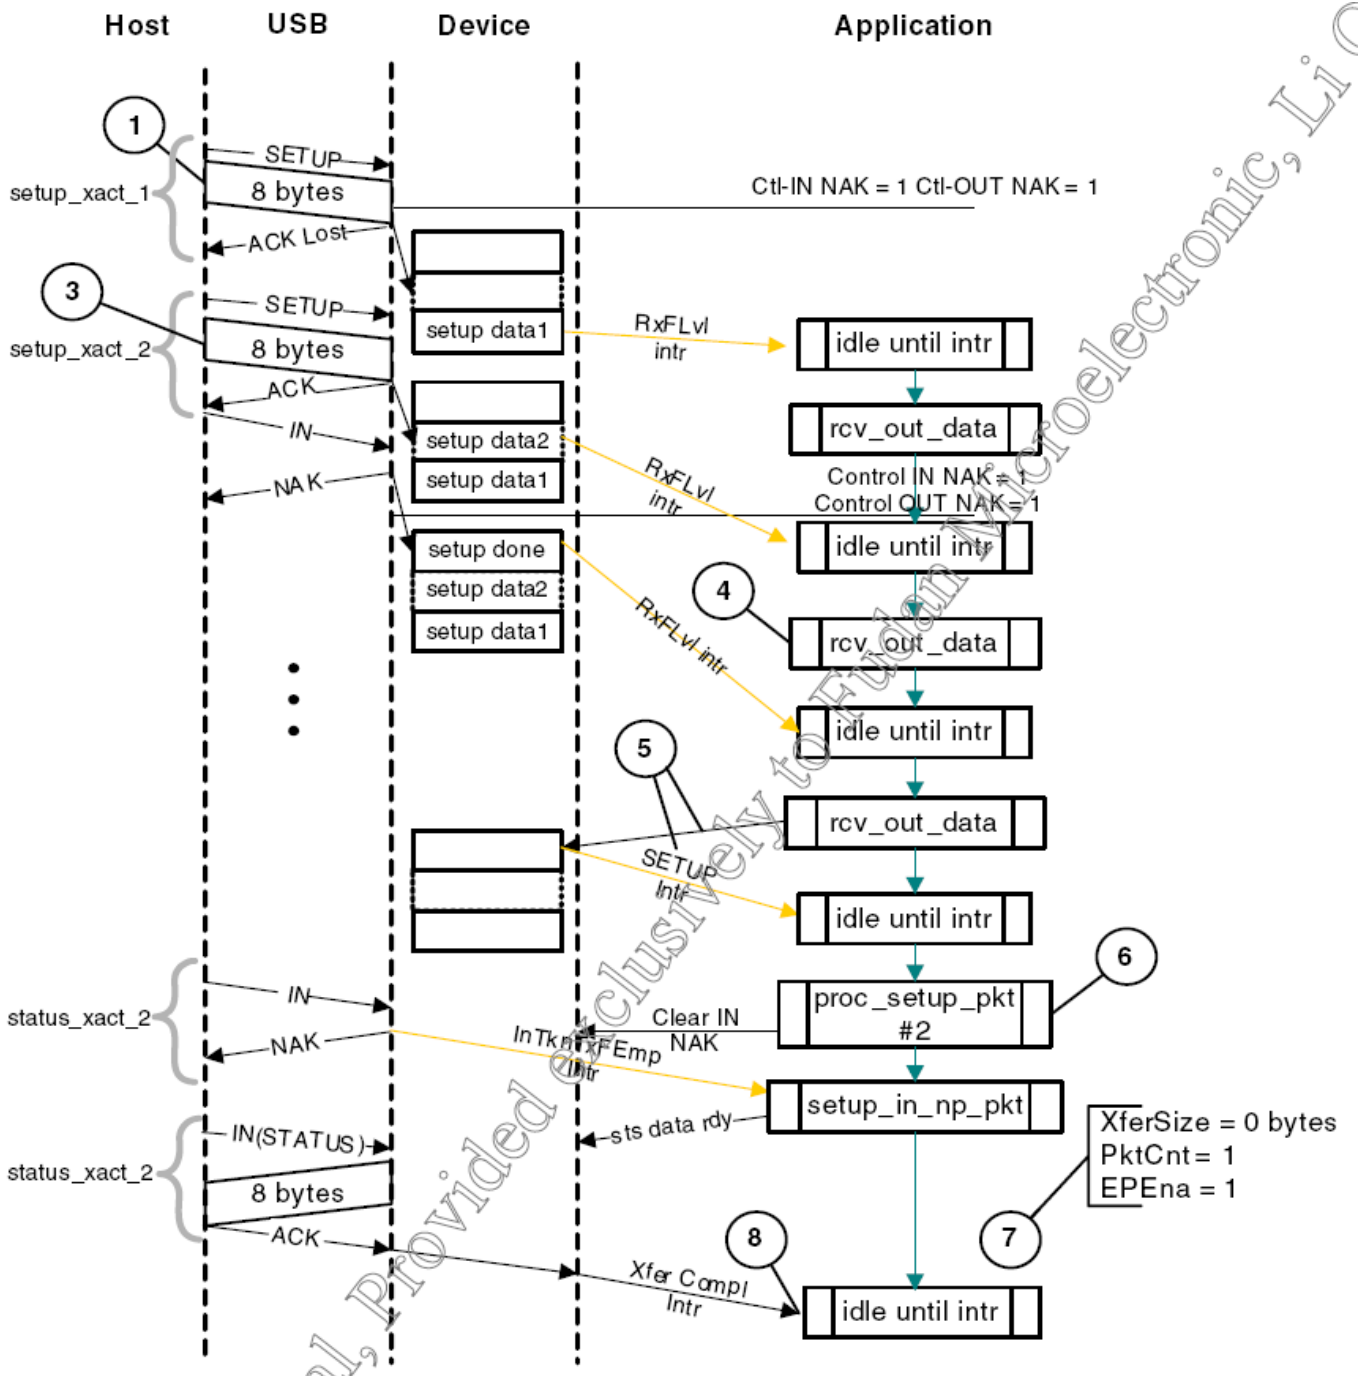 Host USB Device Application
1
SETUP
setup_xact_1
8 bytes
Ctl-IN NAK = 1 Ctl-OUT NAK = 1
ACK Lost
3
SETUP
setup_xact_2
8 bytes
setup data1
RxFLvl
intr
idle until intr
ACK
IN
setup data2
rcv_out_data
NAK
setup data1
RxFLvl
intr
Control IN NAK = 1
Control OUT NAK = 1
setup done
idle until intr
setup data2
4
setup data1
RxFLvl intr
rcv_out_data
5
idle until intr
rcv_out_data
SETUP
Intr
idle until intr
6
IN
status_xact_2
NAK
Clear IN
NAK
proc_setup_pkt
#2
InTknTxFEmp
Intr
setup_in_np_pkt
IN(STATUS)
sts data rdy
XferSize = 0 bytes
PktCnt = 1
EPEna = 1
status_xact_2
8 bytes
ACK
8
7
Xfer Compl
Intr
idle until intr
al, Provided exclusively to Fudan Microelectronic, Li C